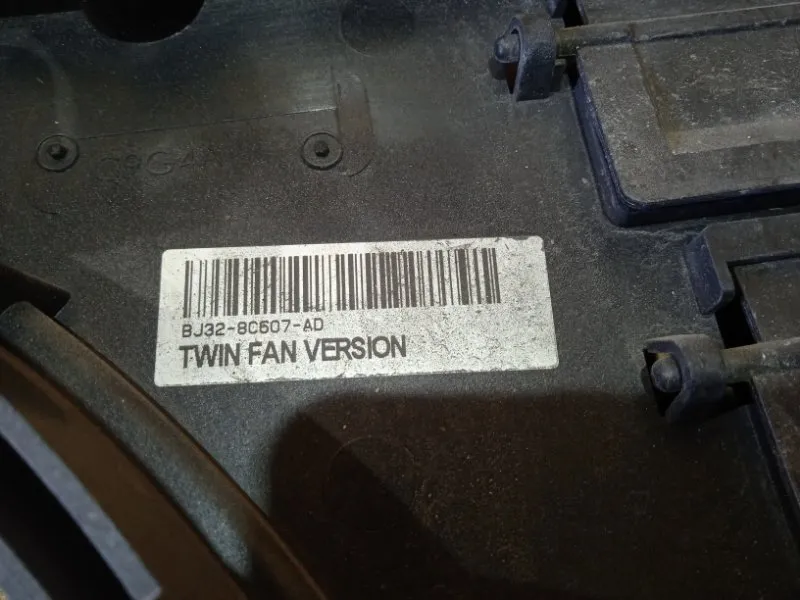 BJ32-8C607-AD
TWIN FAN VERSION